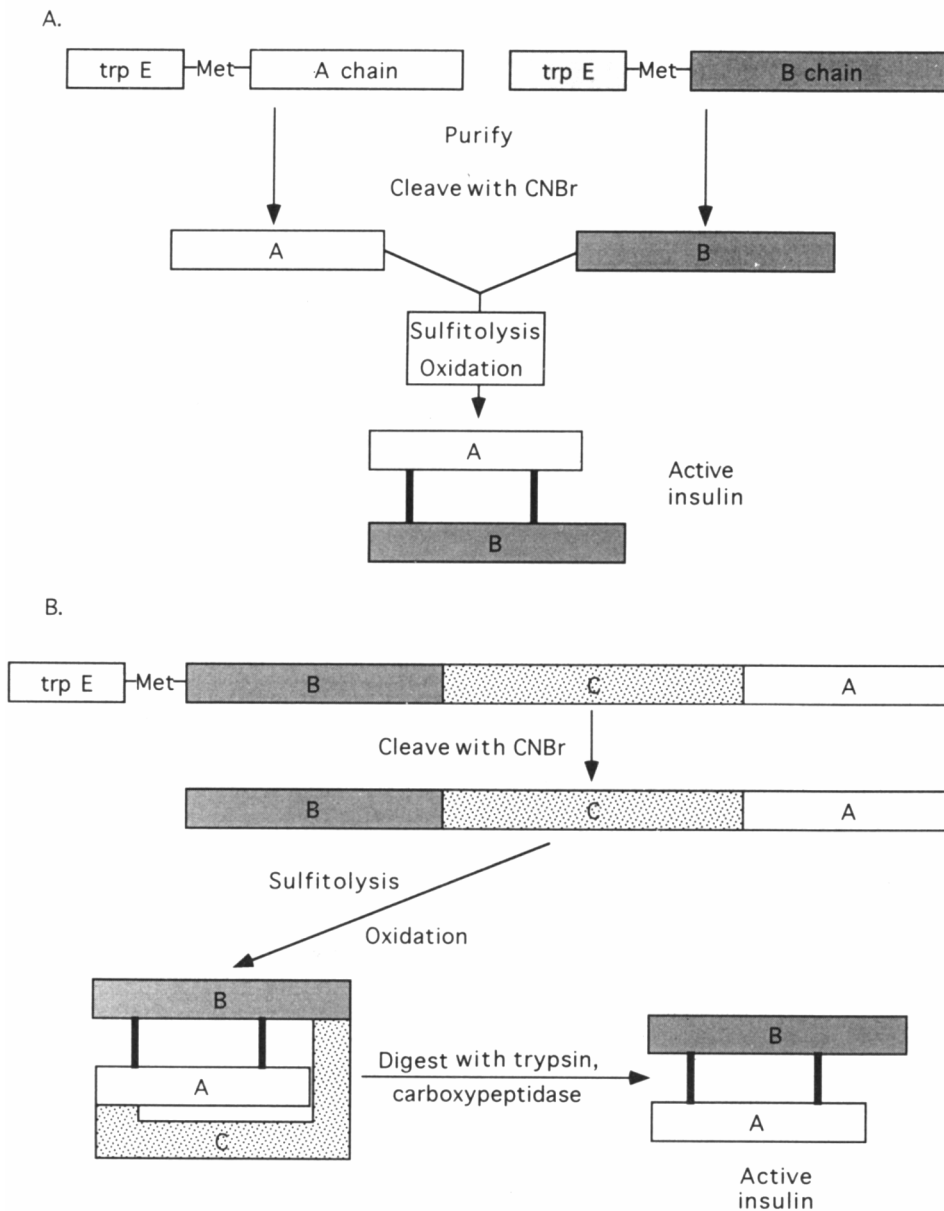 A.
trp E Met A chain
trp E Met B chain
Purify
Cleave with CNBr
A
B
Sulfitolysis
Oxidation
A
Active
insulin
B
B.
trp E Met B C A
Cleave with CNBr
B C A
Sulfitolysis
Oxidation
B
A
C
Digest with trypsin,
carboxypeptidase
B
A
Active
insulin